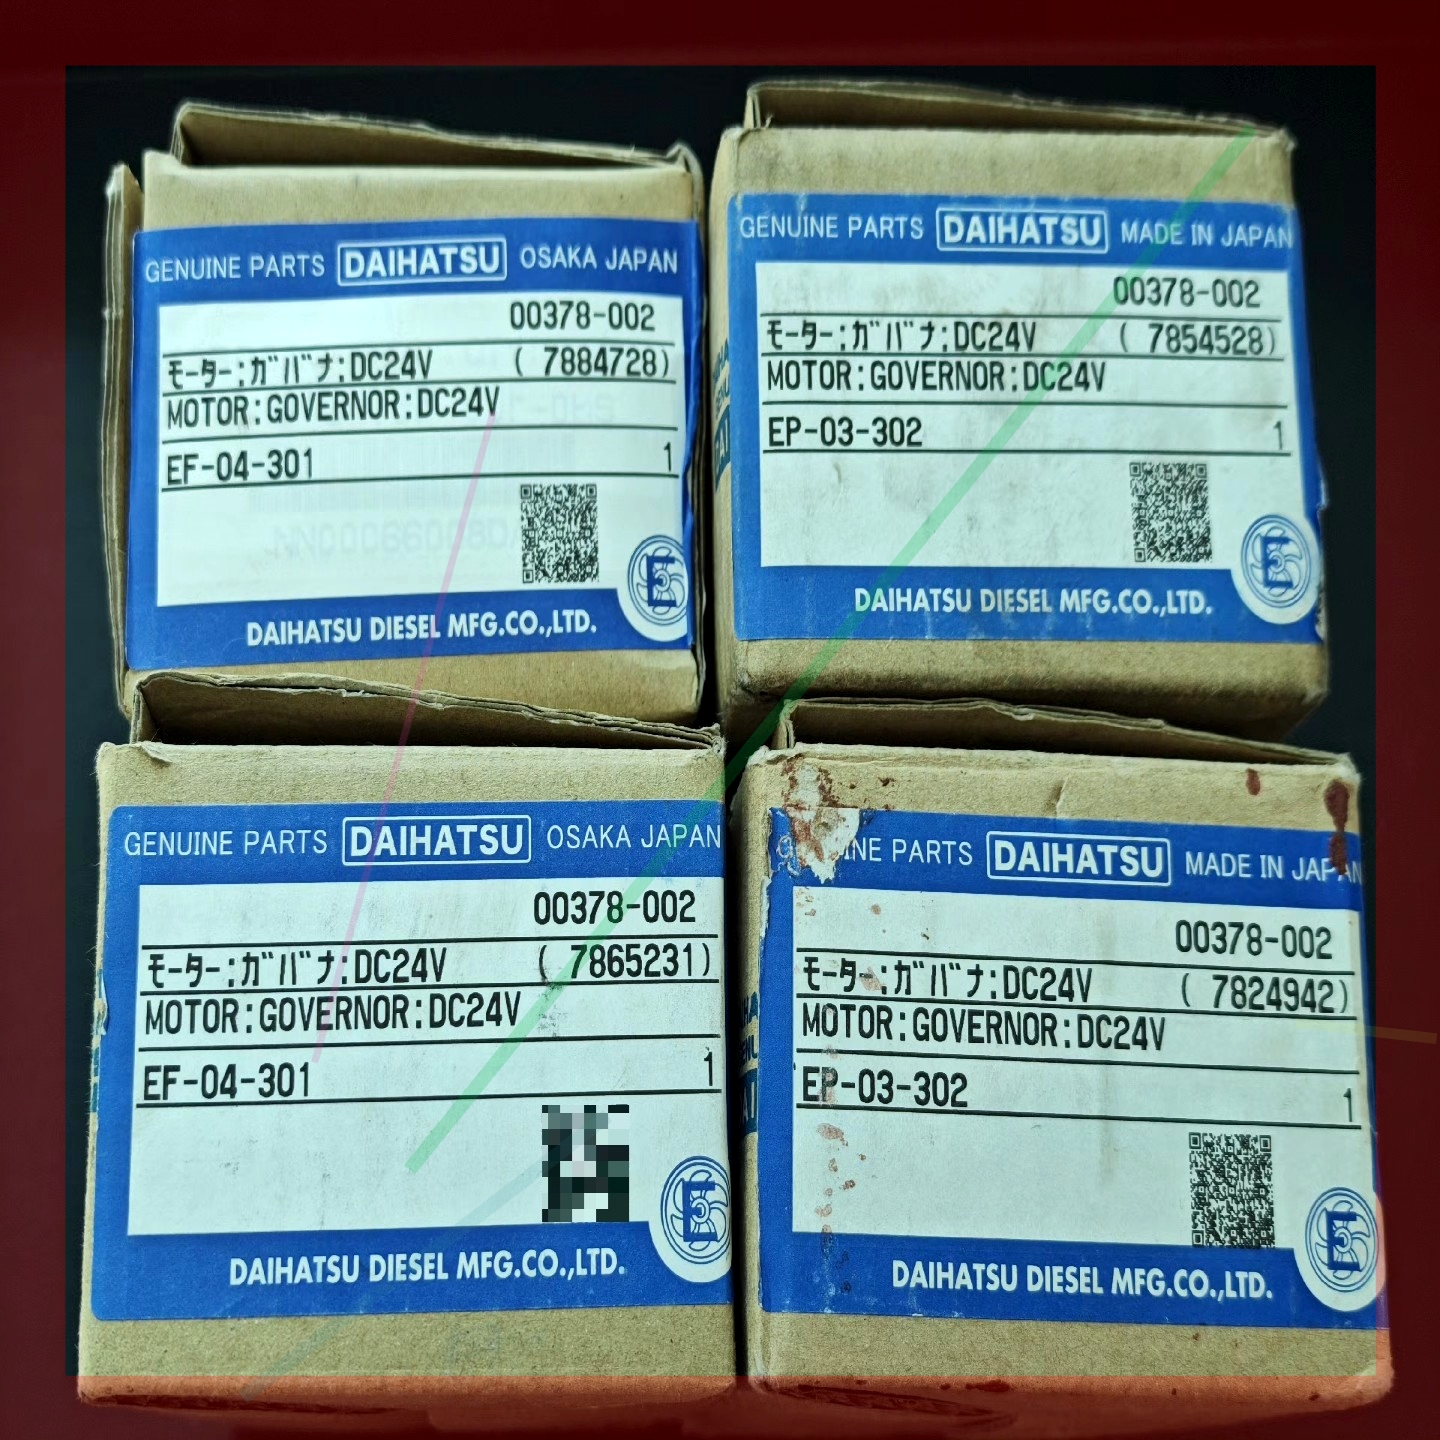 GENUINE PARTS DAIHATSU OSAKA JAPAN
00378-002
モーター:ガバナ:DC24V ( 7884728)
MOTOR:GOVERNOR:DC24V
EF-04-301 1
E
DAIHATSU DIESEL MFG.CO.,LTD.
GENUINE PARTS DAIHATSU MADE IN JAPAN
00378-002
モーター:ガバナ:DC24V ( 7854528)
MOTOR:GOVERNOR:DC24V
EP-03-302 1
E
DAIHATSU DIESEL MFG.CO.,LTD.
GENUINE PARTS DAIHATSU OSAKA JAPAN
00378-002
モーター:ガバナ:DC24V ( 7865231)
MOTOR:GOVERNOR:DC24V
EF-04-301 1
E
DAIHATSU DIESEL MFG.CO.,LTD.
PARTS DAIHATSU MADE IN JAPAN
00378-002
モーター:ガバナ:DC24V ( 7824942)
MOTOR:GOVERNOR:DC24V
EP-03-302 1
E
DAIHATSU DIESEL MFG.CO.,LTD.